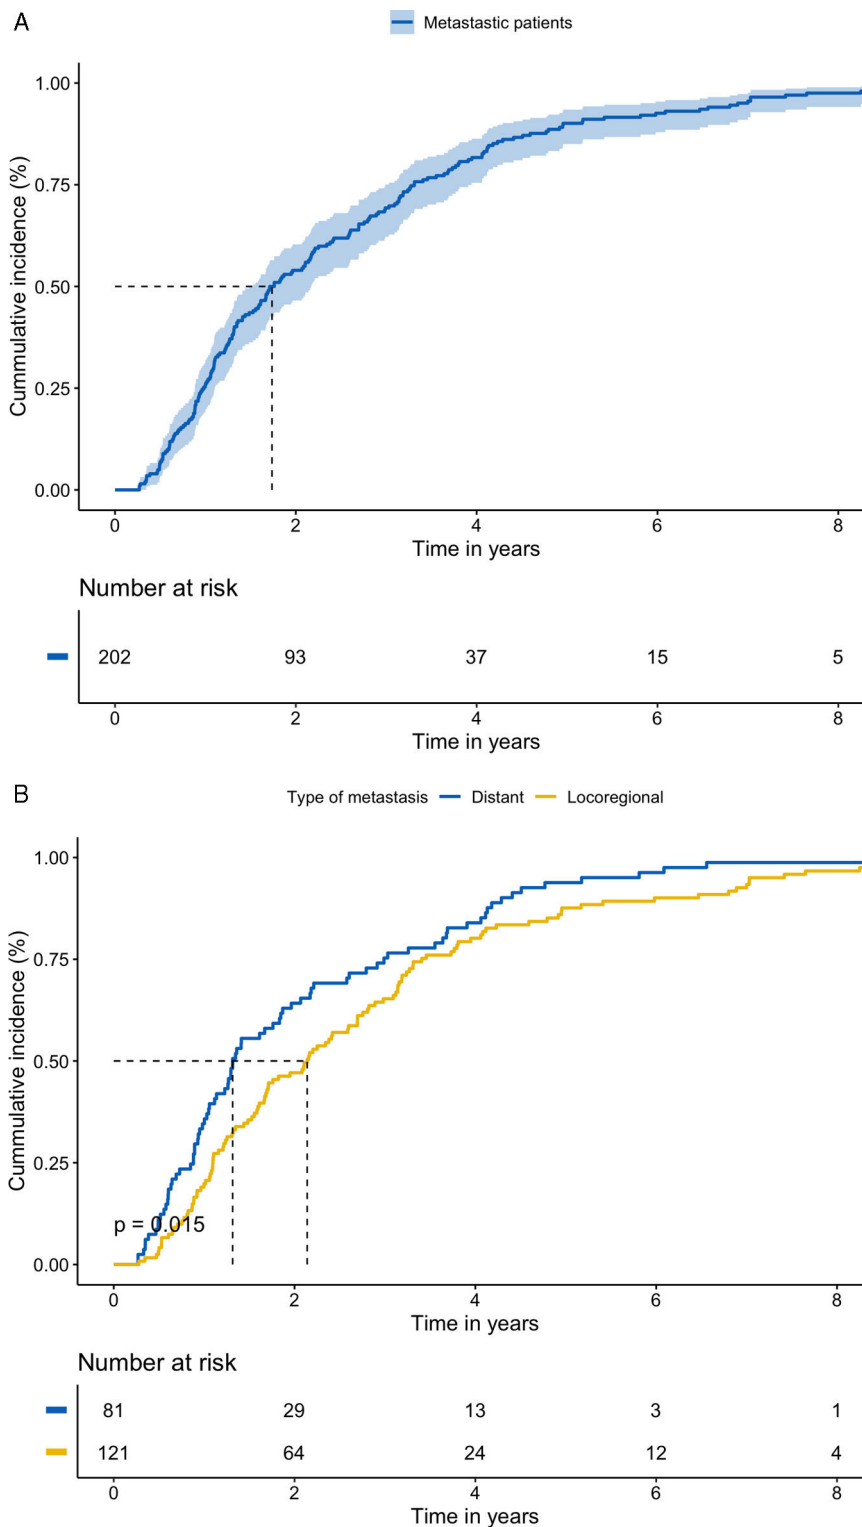 A
Metastastic patients
Cummulative incidence (%)
1.00
0.75
0.50
0.25
0.00
0 2 4 6 8
Time in years
Number at risk
202 93 37 15 5
0 2 4 6 8
Time in years
B
Type of metastasis Distant Locoregional
Cummulative incidence (%)
1.00
0.75
0.50
0.25
p = 0.015
0.00
0 2 4 6 8
Time in years
Number at risk
81 29 13 3 1
121 64 24 12 4
0 2 4 6 8
Time in years